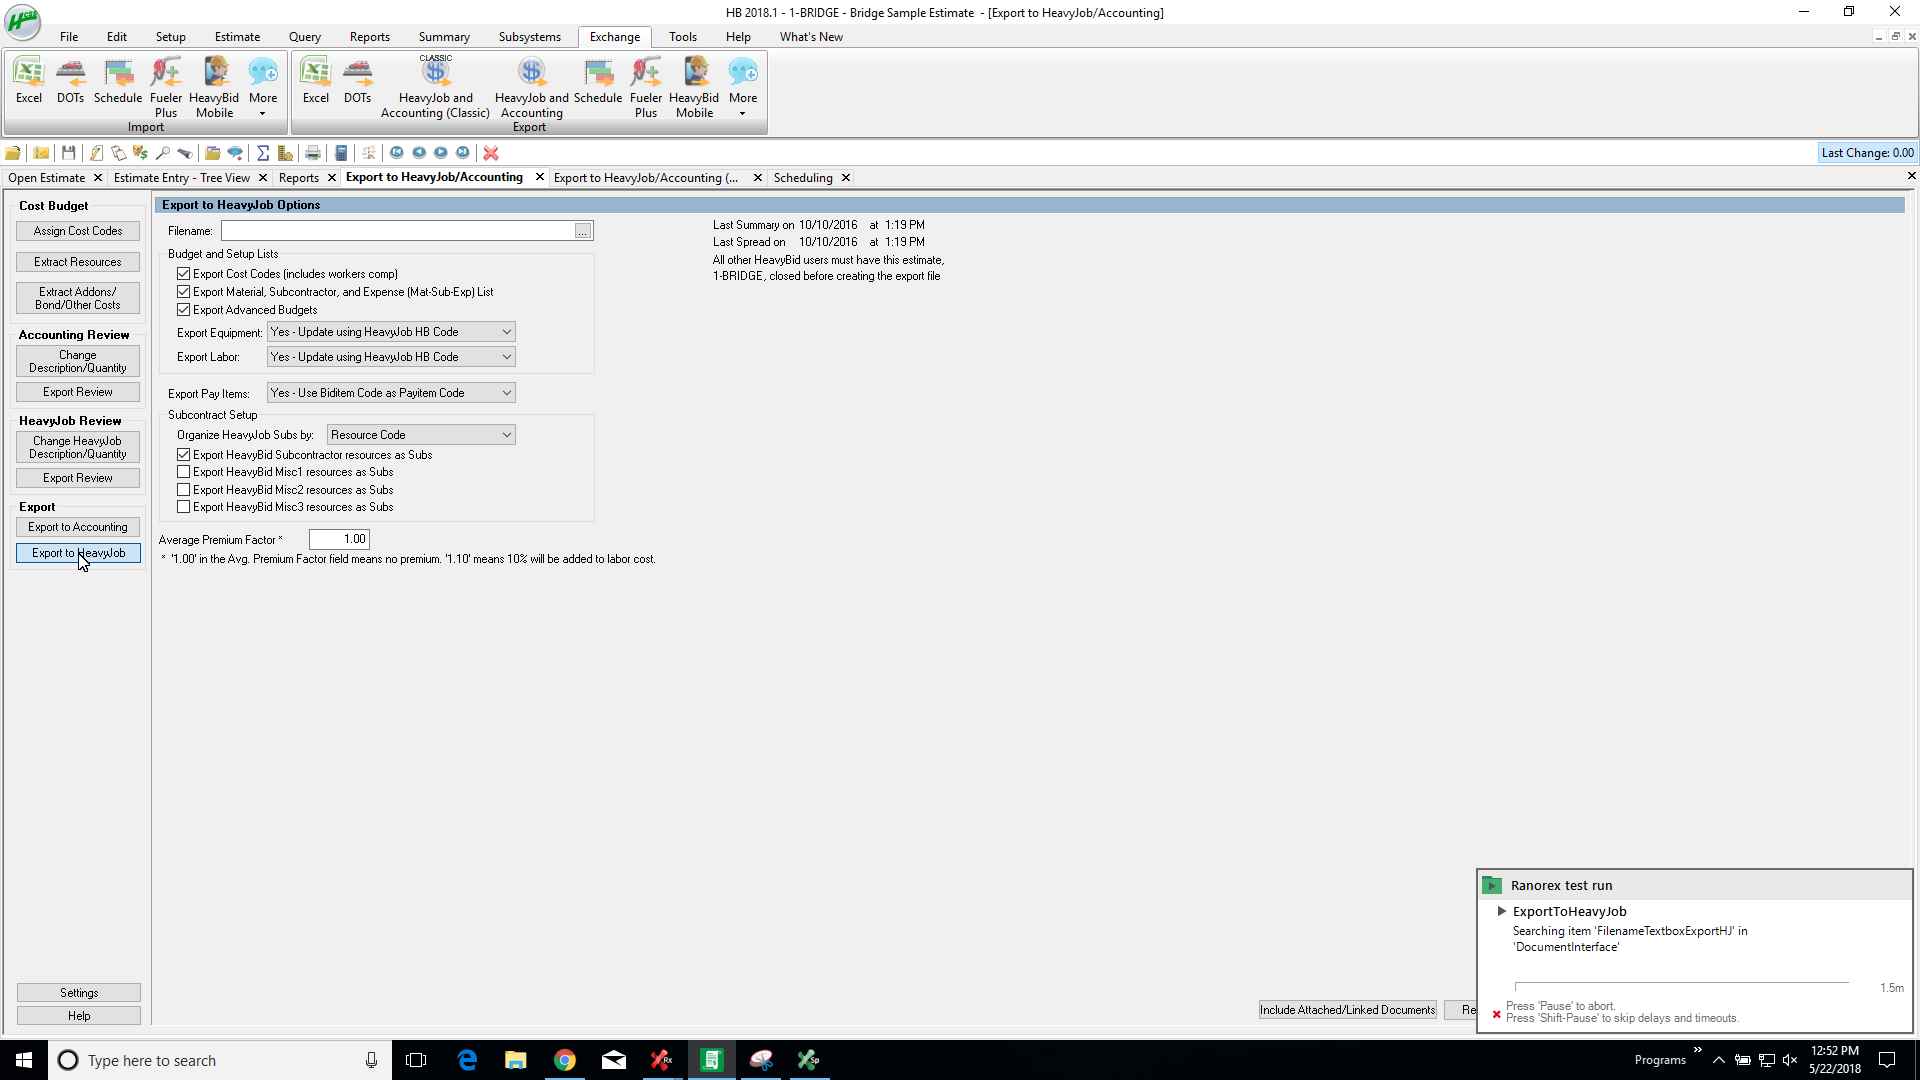 HB 2018.1 - 1-BRIDGE - Bridge Sample Estimate - [Export to HeavyJob/Accounting]
File Edit Setup Estimate Query Reports Summary Subsystems Exchange Tools Help What's New
CLASSIC
Excel DOTs Schedule Fueler Plus HeavyBid Mobile More
Import
Excel DOTs HeavyJob and Accounting (Classic) HeavyJob and Accounting Schedule Fueler Plus HeavyBid Mobile More
Export
Last Change: 0.00
Open Estimate Estimate Entry - Tree View Reports Export to HeavyJob/Accounting Export to HeavyJob/Accounting (... Scheduling
Cost Budget
Assign Cost Codes
Extract Resources
Extract Addons/
Bond/Other Costs
Accounting Review
Change
Description/Quantity
Export Review
HeavyJob Review
Change HeavyJob
Description/Quantity
Export Review
Export
Export to Accounting
Export to HeavyJob
Settings
Help
Export to HeavyJob Options
Filename: ...
Budget and Setup Lists
Export Cost Codes (includes workers comp)
Export Material, Subcontractor, and Expense (Mat-Sub-Exp) List
Export Advanced Budgets
Export Equipment: Yes - Update using HeavyJob HB Code
Export Labor: Yes - Update using HeavyJob HB Code
Export Pay Items: Yes - Use Biditem Code as Payitem Code
Subcontract Setup
Organize HeavyJob Subs by: Resource Code
Export HeavyBid Subcontractor resources as Subs
Export HeavyBid Misc1 resources as Subs
Export HeavyBid Misc2 resources as Subs
Export HeavyBid Misc3 resources as Subs
Average Premium Factor * 1.00
* '1.00' in the Avg. Premium Factor field means no premium. '1.10' means 10% will be added to labor cost.
Last Summary on 10/10/2016 at 1:19 PM
Last Spread on 10/10/2016 at 1:19 PM
All other HeavyBid users must have this estimate,
1-BRIDGE, closed before creating the export file
Include Attached/Linked Documents Re
Ranorex test run
ExportToHeavyJob
Searching item 'FilenameTextboxExportHJ' in
'DocumentInterface'
1.5m
Press 'Pause' to abort.
Press 'Shift-Pause' to skip delays and timeouts.
Type here to search
Programs
12:52 PM
5/22/2018